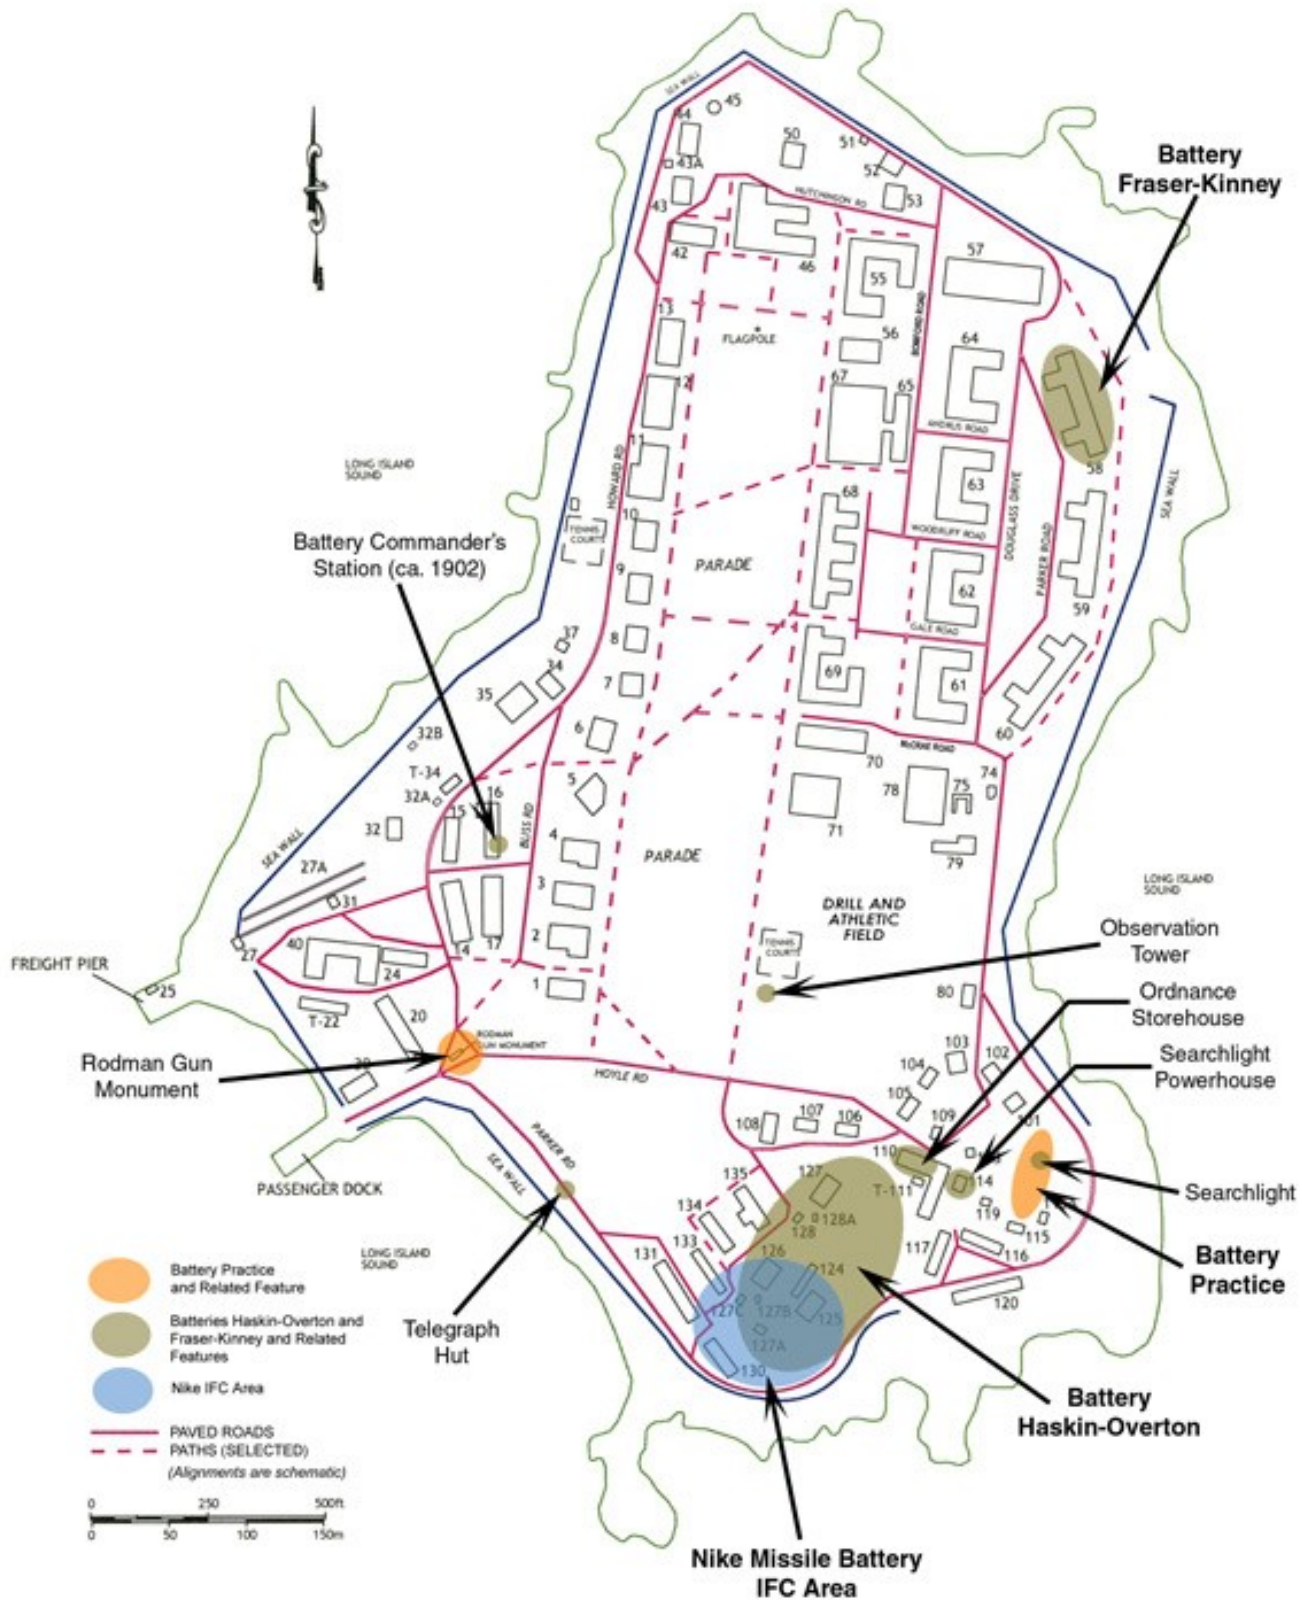 SEA WALL
45
44
50
51
Battery
Fraser-Kinney
43A
52
43
HUTCHINSON RD
53
42
46
57
55
13
BOMFORD ROAD
FLAGPOLE
56
64
12
67
65
ANDRUS ROAD
11
58
LONG ISLAND
SOUND
HOWARD RD
63
DOUGLASS DRIVE
SEA WALL
68
10
TENNIS
COURTS
WOODRUFF ROAD
Battery Commander's
Station (ca. 1902)
PARADE
PARKER ROAD
9
62
59
GALE ROAD
37
8
34
7
69
61
35
6
60
32B
McCREE ROAD
70
T-34
5
74
32A
16
78
75
15
71
32
BLISS RD
4
79
SEA WALL
PARADE
27A
LONG ISLAND
SOUND
31
3
DRILL AND
ATHLETIC
FIELD
40
14
17
2
TENNIS
COURTS
Observation
Tower
27
24
FREIGHT PIER
25
1
80
Ordnance
Storehouse
T-22
20
RODMAN
GUN MONUMENT
103
102
Searchlight
Powerhouse
Rodman Gun
Monument
HOYLE RD
104
105
108
107
106
109
101
PARKER RD
110
SEA WALL
135
127
T-111
114
PASSENGER DOCK
Searchlight
134
128
128A
119
115
LONG ISLAND
SOUND
131
133
126
124
117
116
Battery
Practice
Battery Practice
and Related Feature
127C
127B
125
120
Batteries Haskin-Overton and
Fraser-Kinney and Related
Features
Telegraph
Hut
127A
130
Nike IFC Area
Battery
Haskin-Overton
PAVED ROADS
PATHS (SELECTED)
(Alignments are schematic)
0 250 500ft
0 50 100 150m
Nike Missile Battery
IFC Area